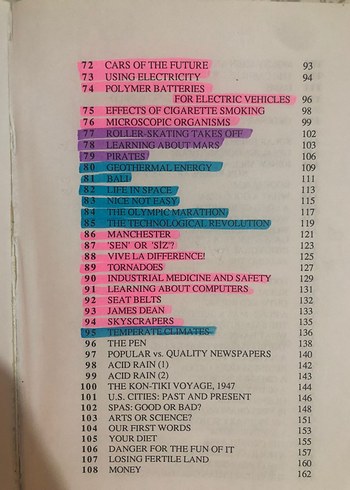 72 CARS OF THE FUTURE 93
73 USING ELECTRICITY 94
74 POLYMER BATTERIES
FOR ELECTRIC VEHICLES 96
75 EFFECTS OF CIGARETTE SMOKING 98
76 MICROSCOPIC ORGANISMS 99
77 ROLLER-SKATING TAKES OFF 102
78 LEARNING ABOUT MARS 103
79 PIRATES 106
80 GEOTHERMAL ENERGY 109
81 BALI 111
82 LIFE IN SPACE 113
83 NICE NOT EASY 115
84 THE OLYMPIC MARATHON 117
85 THE TECHNOLOGICAL REVOLUTION 119
86 MANCHESTER 121
87 'SEN' OR 'SİZ'? 123
88 VIVE LA DIFFERENCE! 125
89 TORNADOES 127
90 INDUSTRIAL MEDICINE AND SAFETY 129
91 LEARNING ABOUT COMPUTERS 131
92 SEAT BELTS 132
93 JAMES DEAN 133
94 SKYSCRAPERS 135
95 TEMPERATE CLIMATES 136
96 THE PEN 138
97 POPULAR vs. QUALITY NEWSPAPERS 140
98 ACID RAIN (1) 142
99 ACID RAIN (2) 143
100 THE KON-TIKI VOYAGE, 1947 144
101 U.S. CITIES: PAST AND PRESENT 146
102 SPAS: GOOD OR BAD? 148
103 ARTS OR SCIENCE? 151
104 OUR FIRST WORDS 153
105 YOUR DIET 155
106 DANGER FOR THE FUN OF IT 157
107 LOSING FERTILE LAND 160
108 MONEY 162